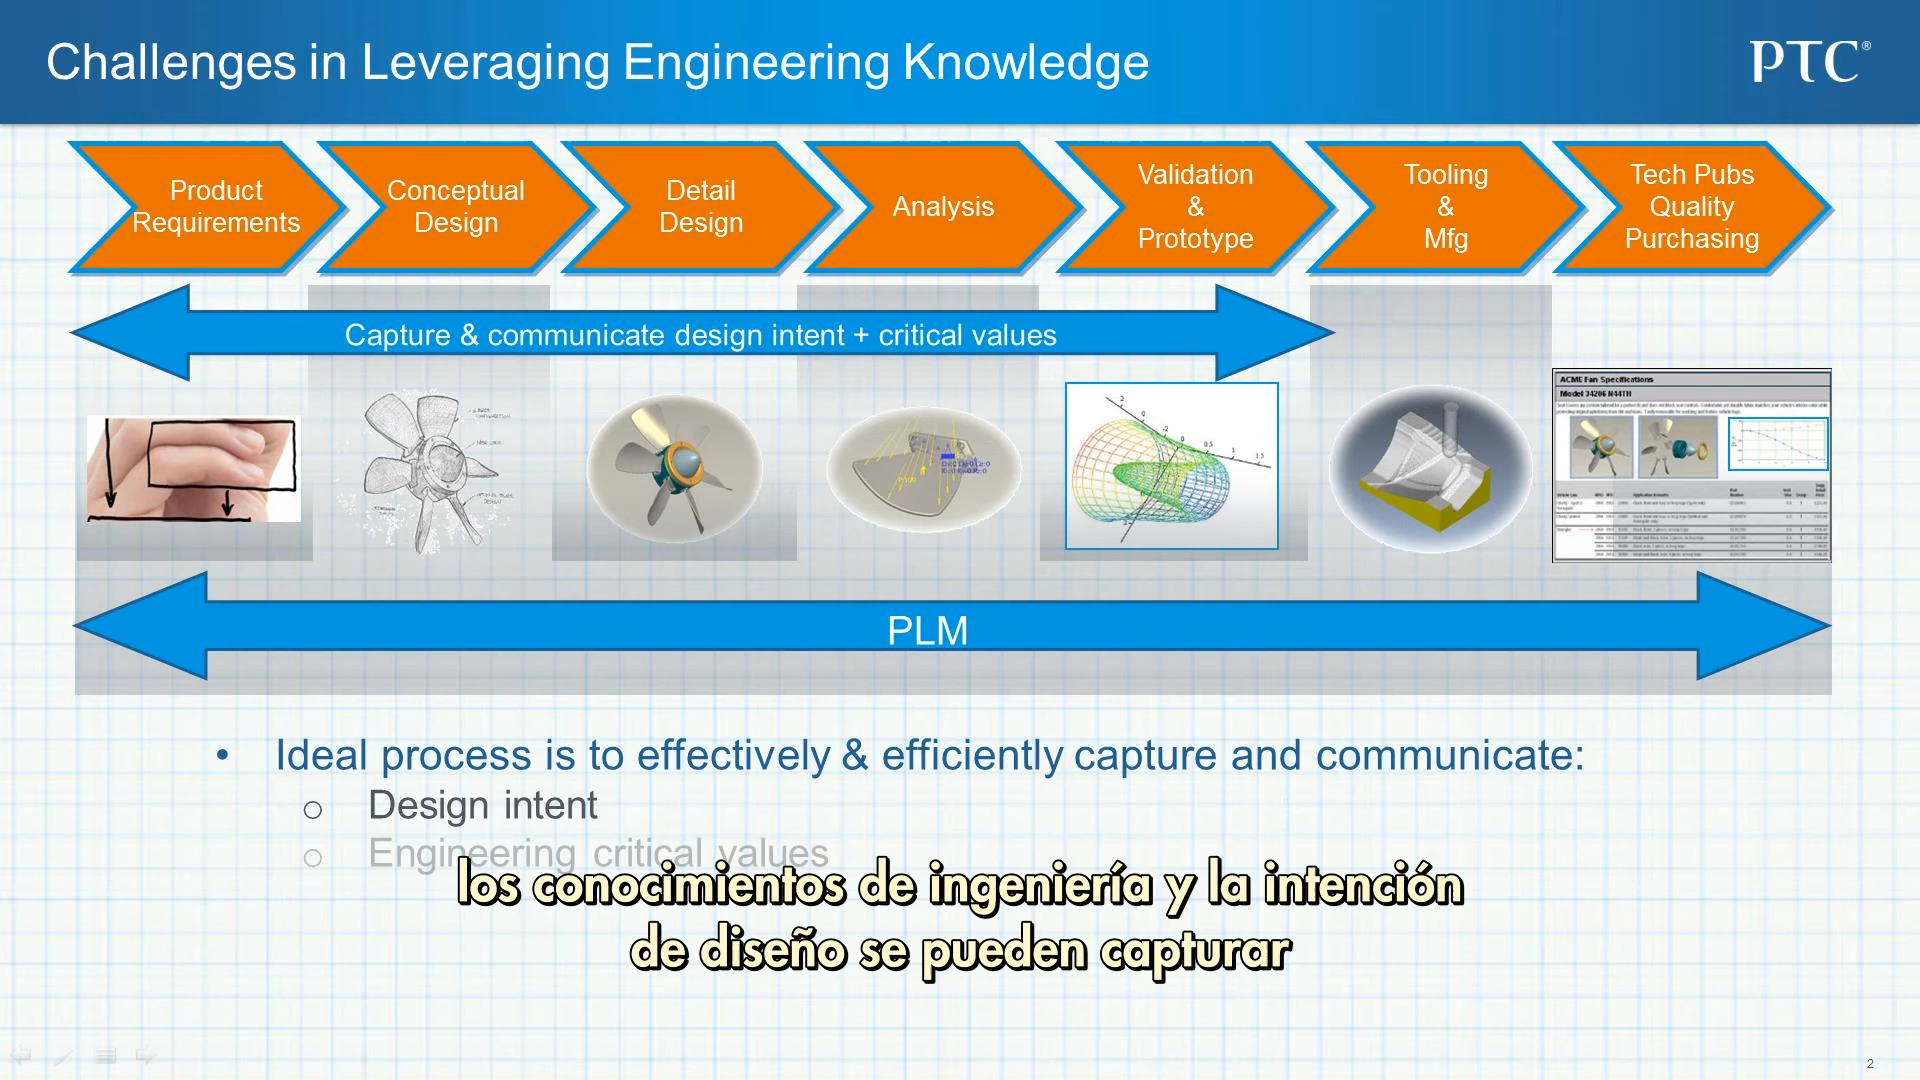 Challenges in Leveraging Engineering Knowledge
PTC®
Product
Requirements
Conceptual
Design
Detail
Design
Analysis
Validation
&
Prototype
Tooling
&
Mfg
Tech Pubs
Quality
Purchasing
Capture & communicate design intent + critical values
ACME Fan Specifications
Model 34206 N44TH
PLM
• Ideal process is to effectively & efficiently capture and communicate:
o Design intent
o Engineering critical values
los conocimientos de ingeniería y la intención
de diseño se pueden capturar
2